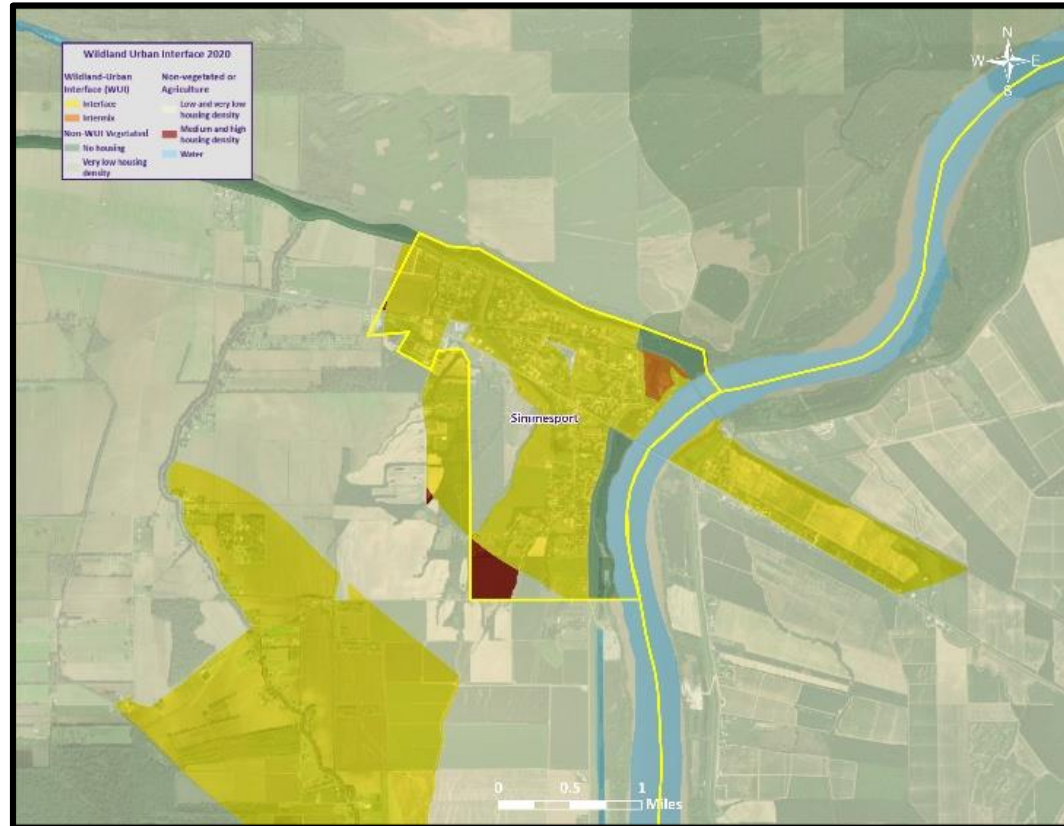 Wildland Urban Interface 2020
Wildland-Urban
Interface (WUI)
Interface
Intermix
Non-WUI Vegetated
No housing
Very low housing
density
Non-vegetated or
Agriculture
Low and very low
housing density
Medium and high
housing density
Water
N
W
E
S
Simmesport
0 0.5 1
Miles